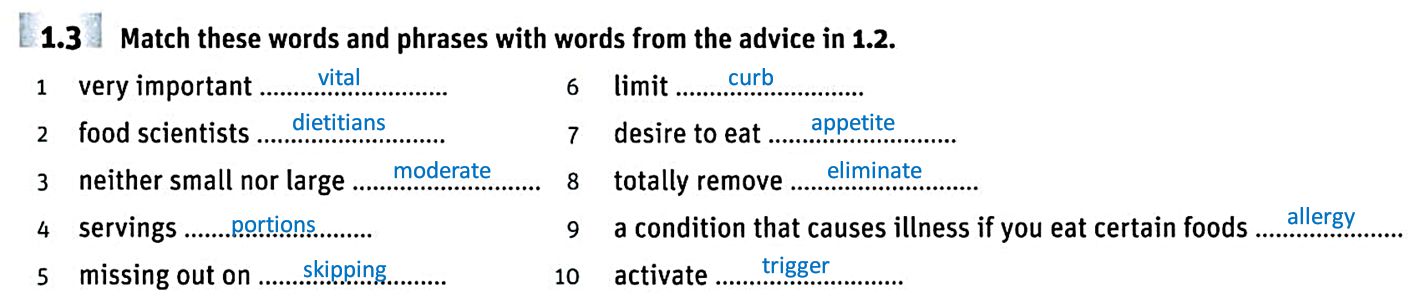 1.3 Match these words and phrases with words from the advice in 1.2.
1 very important ........vital........
2 food scientists ........dietitians........
3 neither small nor large ........moderate........
4 servings ........portions........
5 missing out on ........skipping........
6 limit ........curb........
7 desire to eat ........appetite........
8 totally remove ........eliminate........
9 a condition that causes illness if you eat certain foods ........allergy........
10 activate ........trigger........